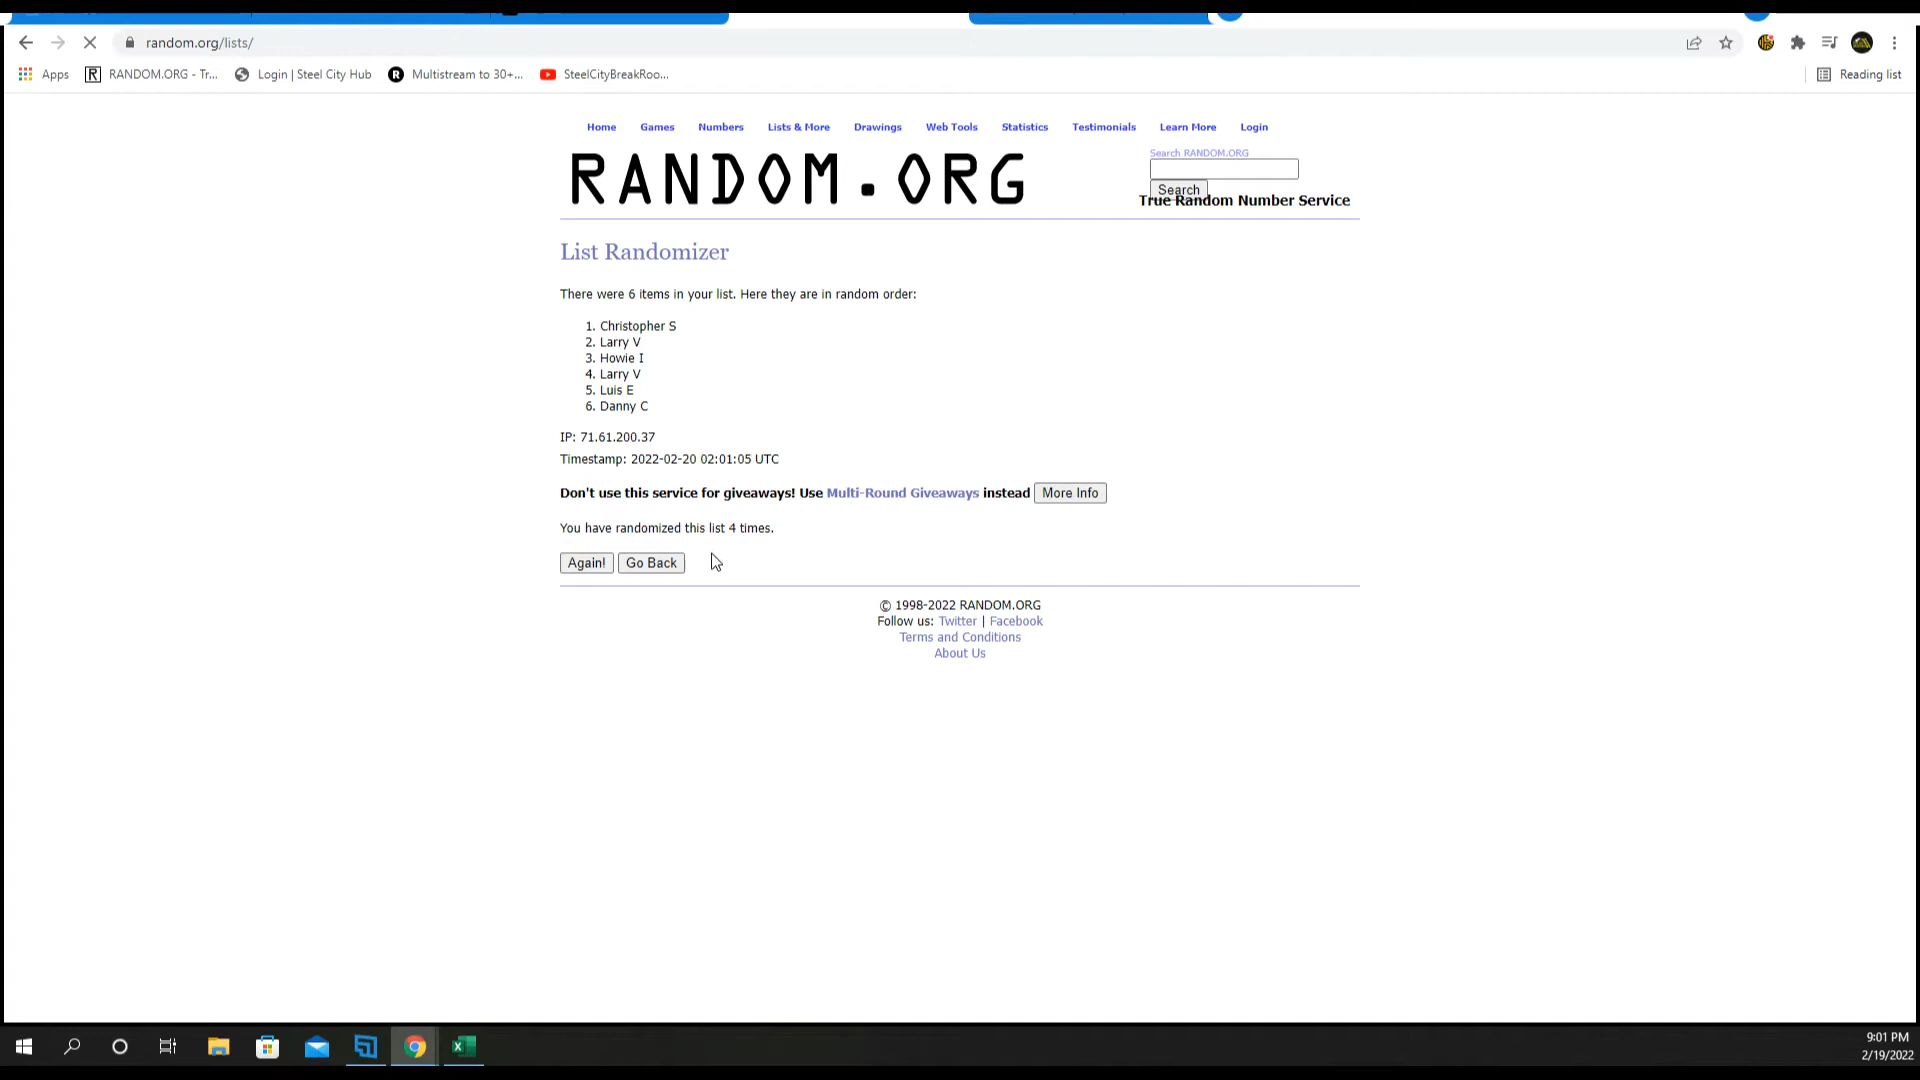 random.org/lists/
Apps RANDOM.ORG - Tr... Login | Steel City Hub Multistream to 30+... SteelCityBreakRoo... Reading list
Home Games Numbers Lists & More Drawings Web Tools Statistics Testimonials Learn More Login
RANDOM.ORG
Search RANDOM.ORG
Search
True Random Number Service
List Randomizer
There were 6 items in your list. Here they are in random order:
1. Christopher S
2. Larry V
3. Howie I
4. Larry V
5. Luis E
6. Danny C
IP: 71.61.200.37
Timestamp: 2022-02-20 02:01:05 UTC
Don't use this service for giveaways! Use Multi-Round Giveaways instead More Info
You have randomized this list 4 times.
Again! Go Back
© 1998-2022 RANDOM.ORG
Follow us: Twitter | Facebook
Terms and Conditions
About Us
9:01 PM
2/19/2022